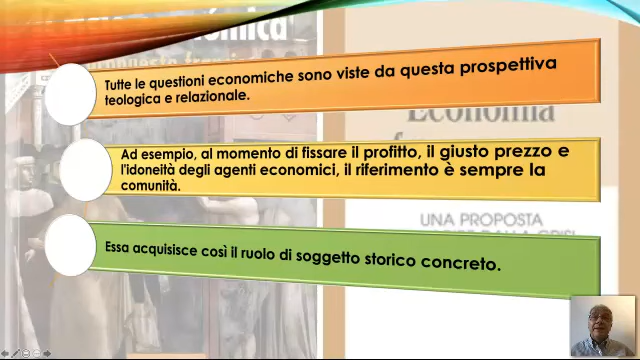 Tutte le questioni economiche sono viste da questa prospettiva
teologica e relazionale.
Economia
Ad esempio, al momento di fissare il profitto, il giusto prezzo e
l'idoneità degli agenti economici, il riferimento è sempre la
comunità.
UNA PROPOSTA
Essa acquisisce così il ruolo di soggetto storico concreto.